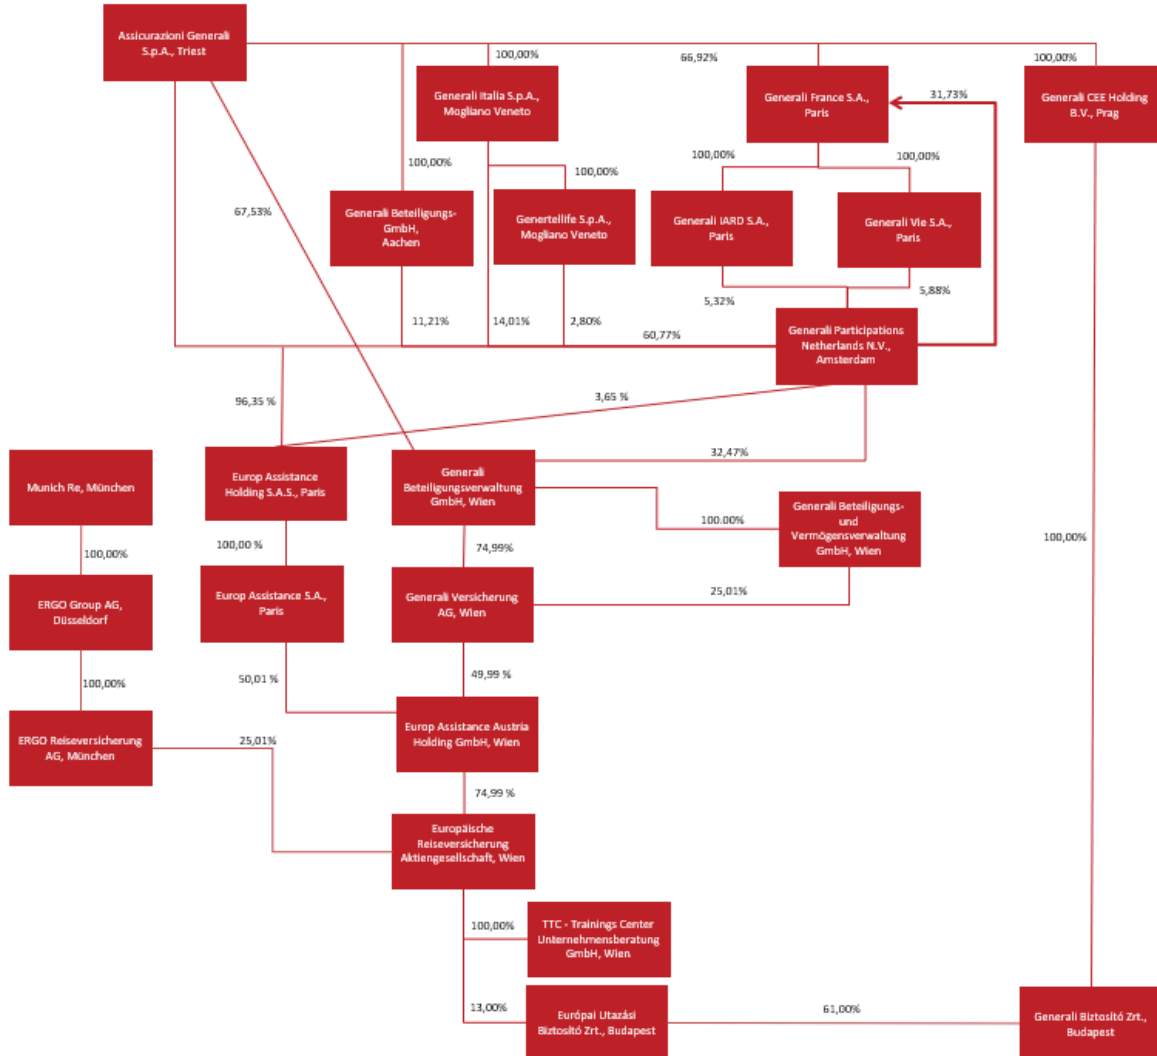 Assicurazioni Generali
S.p.A., Triest
100,00%
66,92%
100,00%
Generali Italia S.p.A.,
Mogliano Veneto
Generali France S.A.,
Paris
31,73%
Generali CEE Holding
B.V., Prag
100,00%
100,00%
100,00%
100,00%
67,53%
Generali Beteiligungs-
GmbH,
Aachen
Genertellife S.p.A.,
Mogliano Veneto
Generali IARD S.A.,
Paris
Generali Vie S.A.,
Paris
5,32%
5,88%
11,21%
14,01%
2,80%
60,77%
Generali Participations
Netherlands N.V.,
Amsterdam
96,35 %
3,65 %
32,47%
Munich Re, München
Europ Assistance
Holding S.A.S., Paris
Generali
Beteiligungsverwaltung
GmbH, Wien
Generali Beteiligungs-
und
Vermögensverwaltung
GmbH, Wien
100.00%
100,00%
100,00%
100,00 %
74,99%
ERGO Group AG,
Düsseldorf
Europ Assistance S.A.,
Paris
Generali Versicherung
AG, Wien
25,01%
100,00%
50,01 %
49,99 %
ERGO Reiseversicherung
AG, München
25,01%
Europ Assistance Austria
Holding GmbH, Wien
74,99 %
Europäische
Reiseversicherung
Aktiengesellschaft, Wien
100,00%
TTC - Trainings Center
Unternehmensberatung
GmbH, Wien
13,00%
Európai Utazási
Biztosító Zrt., Budapest
61,00%
Generali Biztosító Zrt.,
Budapest